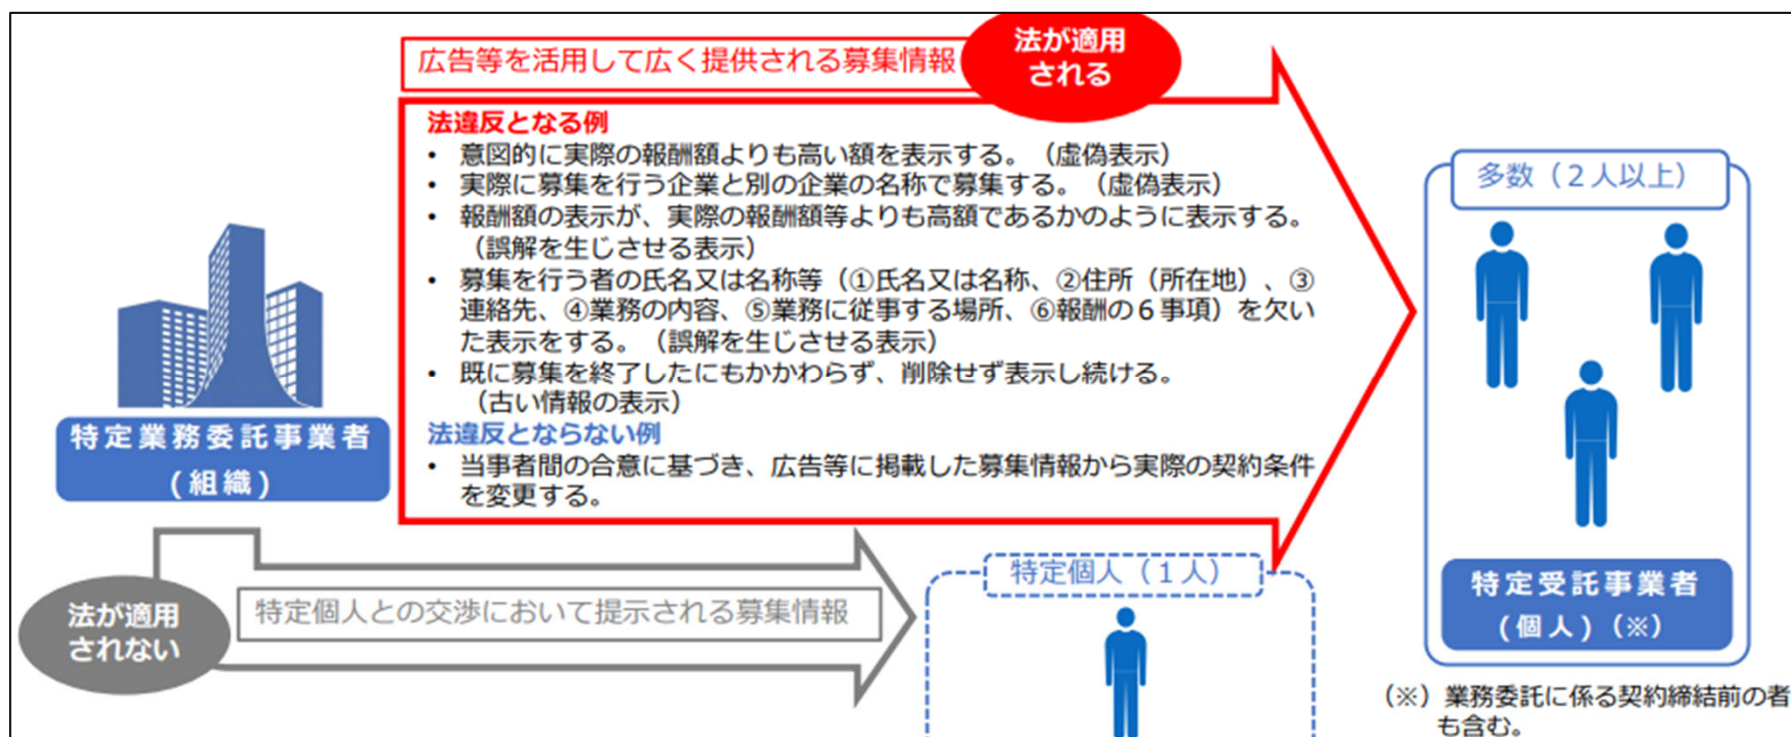 広告等を活用して広く提供される募集情報
法が適用
される
法違反となる例
• 意図的に実際の報酬額よりも高い額を表示する。（虚偽表示）
• 実際に募集を行う企業と別の企業の名称で募集する。（虚偽表示）
• 報酬額の表示が、実際の報酬額等よりも高額であるかのように表示する。
（誤解を生じさせる表示）
• 募集を行う者の氏名又は名称等（①氏名又は名称、②住所（所在地）、③
連絡先、④業務の内容、⑤業務に従事する場所、⑥報酬の６事項）を欠い
た表示をする。（誤解を生じさせる表示）
• 既に募集を終了したにもかかわらず、削除せず表示し続ける。
（古い情報の表示）
法違反とならない例
• 当事者間の合意に基づき、広告等に掲載した募集情報から実際の契約条件
を変更する。
特定業務委託事業者
(組織)
法が適用
されない
特定個人との交渉において提示される募集情報
特定個人（１人）
多数（２人以上）
特定受託事業者
(個人)（※）
（※）業務委託に係る契約締結前の者
も含む。